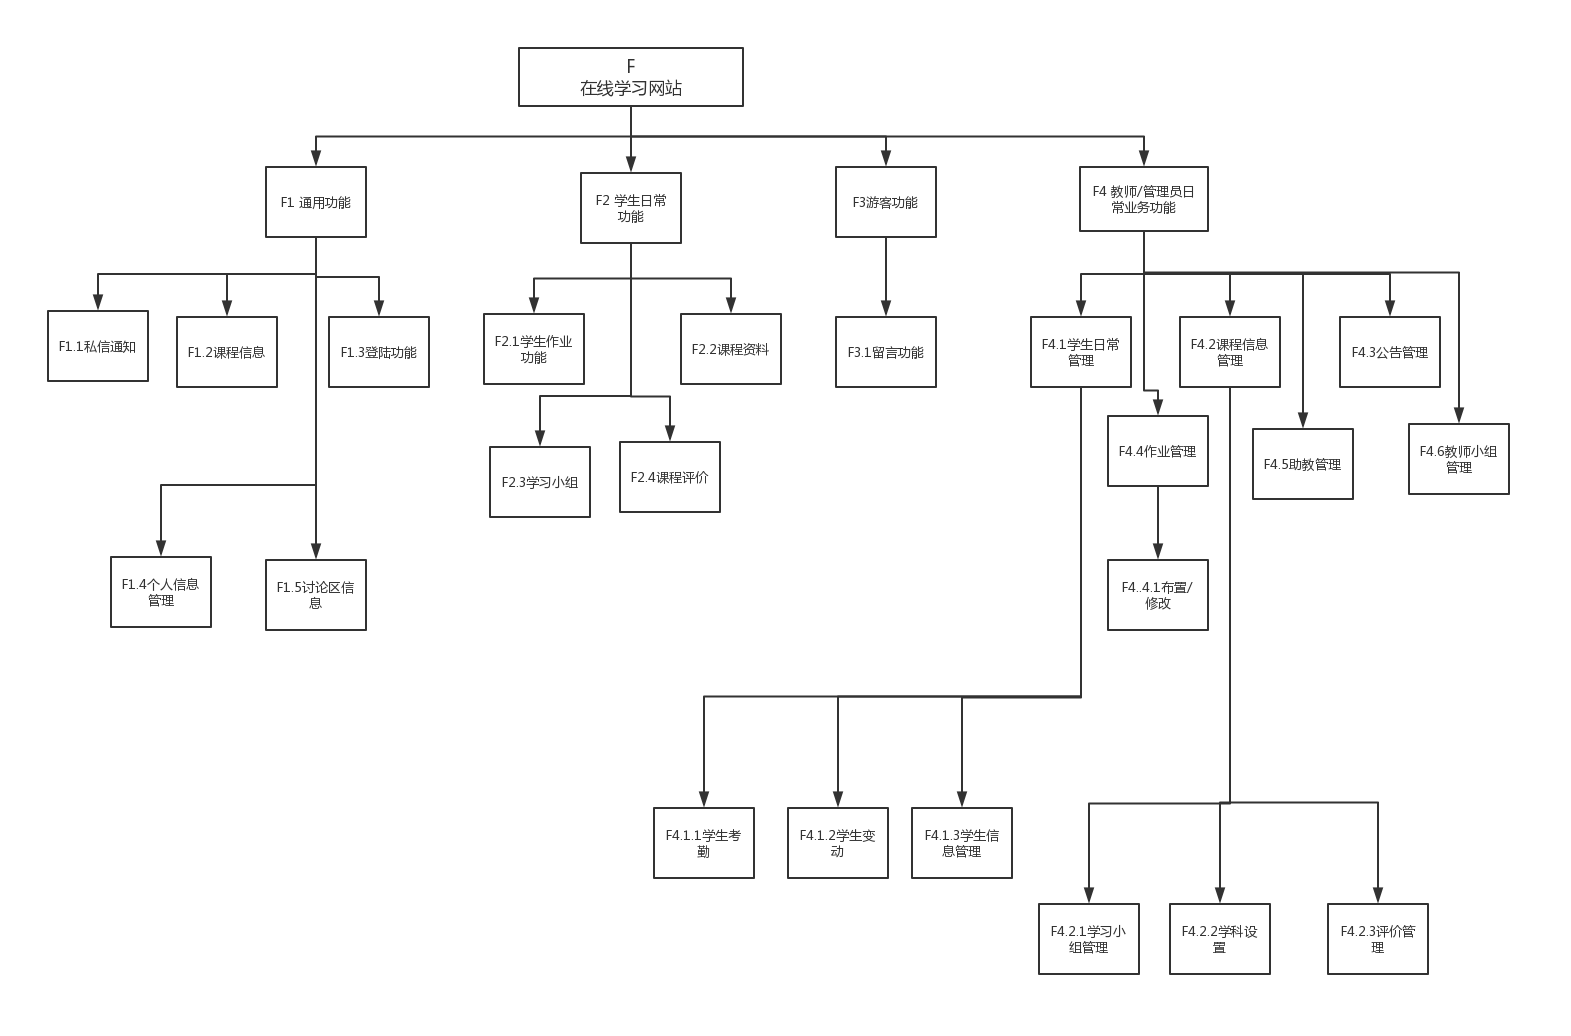 F
在线学习网站
F1 通用功能
F2 学生日常
功能
F3游客功能
F4 教师/管理员日
常业务功能
F1.1私信通知
F1.2课程信息
F1.3登陆功能
F2.1学生作业
功能
F2.2课程资料
F3.1留言功能
F4.1学生日常
管理
F4.2课程信息
管理
F4.3公告管理
F2.3学习小组
F2.4课程评价
F4.4作业管理
F4.5助教管理
F4.6教师小组
管理
F1.4个人信息
管理
F1.5讨论区信
息
F4..4.1布置/
修改
F4.1.1学生考
勤
F4.1.2学生变
动
F4.1.3学生信
息管理
F4.2.1学习小
组管理
F4.2.2学科设
置
F4.2.3评价管
理